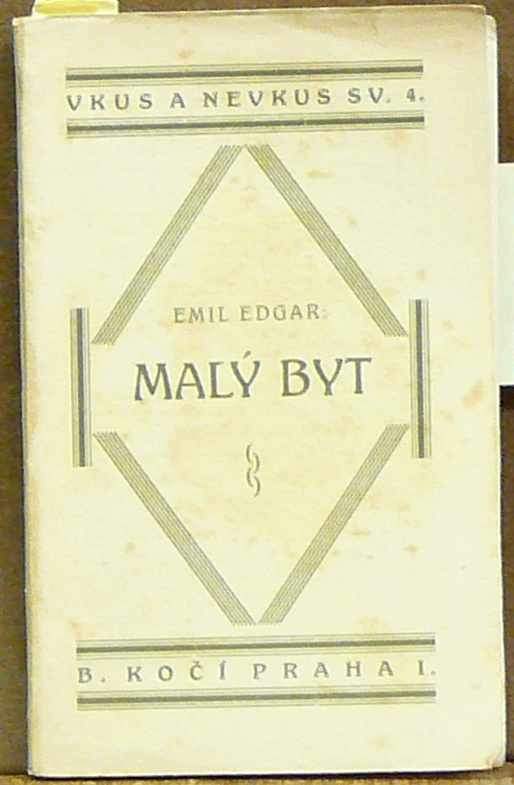 VKUS A NEVKUS SV. 4.
EMIL EDGAR:
MALÝ BYT
B. KOČÍ PRAHA I.